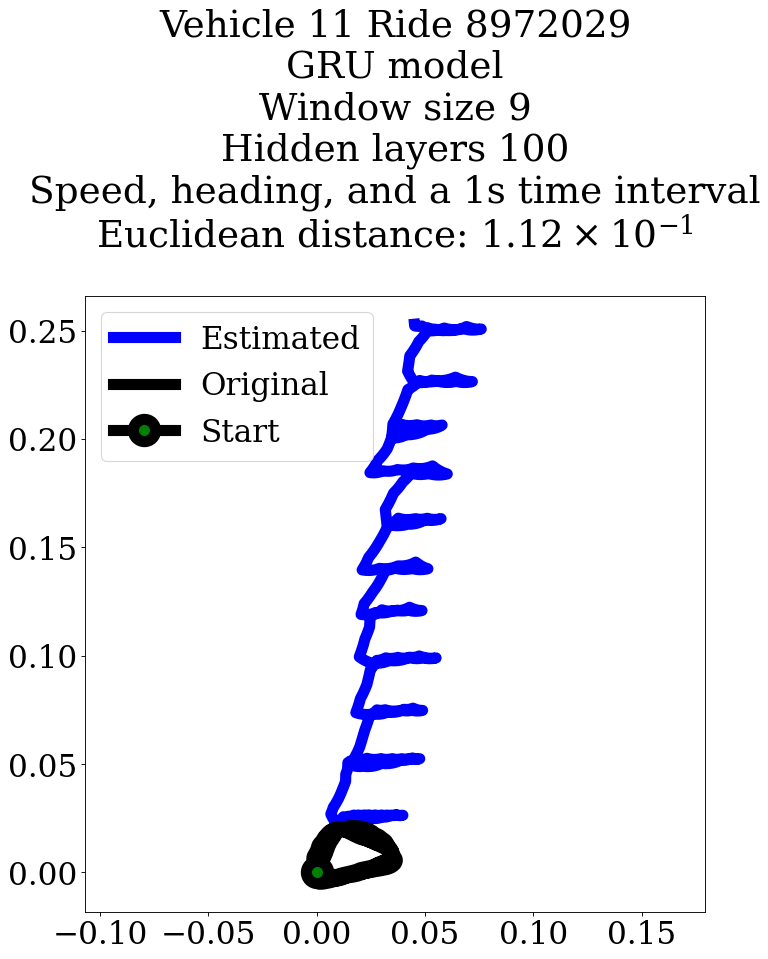 Vehicle 11 Ride 8972029
GRU model
Window size 9
Hidden layers 100
Speed, heading, and a 1s time interval
Euclidean distance: 1.12 × 10⁻¹
Estimated
Original
Start
0.25
0.20
0.15
0.10
0.05
0.00
−0.10 −0.05 0.00 0.05 0.10 0.15